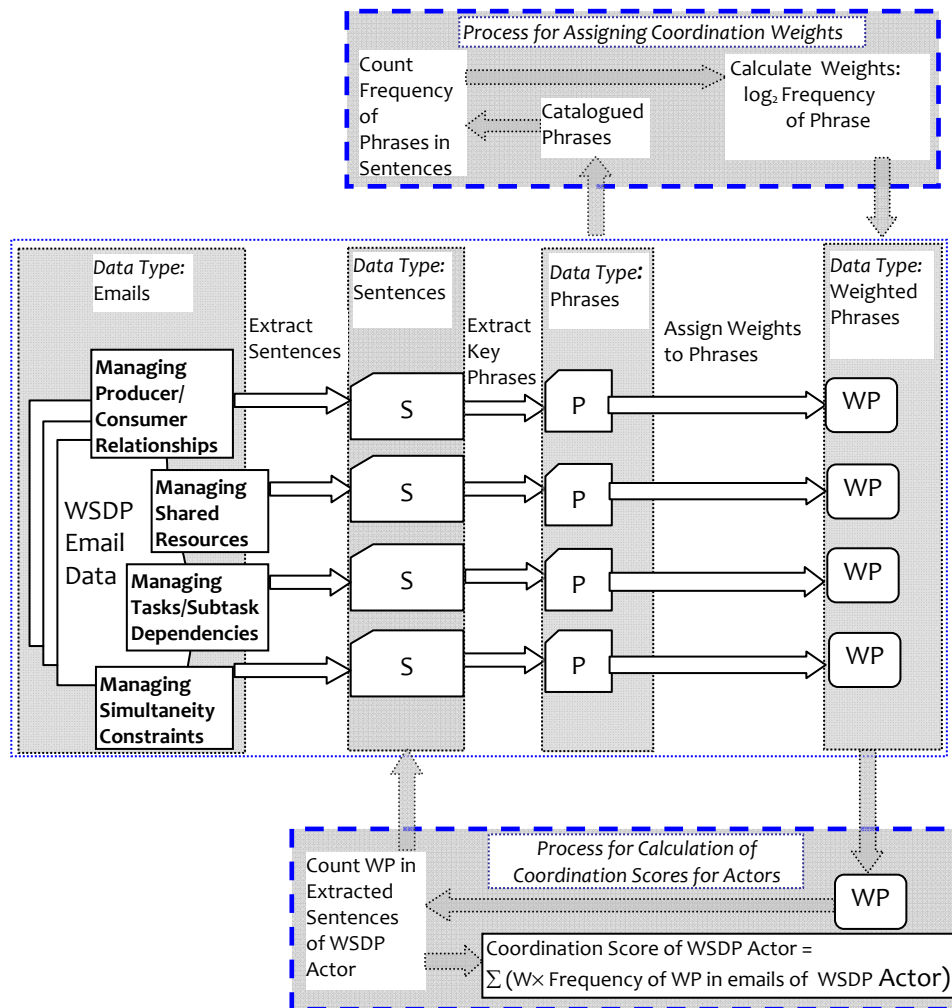 Process for Assigning Coordination Weights
Count
Frequency
of
Phrases in
Sentences
Catalogued
Phrases
Calculate Weights:
log₂ Frequency
of Phrase
Data Type:
Emails
Data Type:
Sentences
Data Type:
Phrases
Data Type:
Weighted
Phrases
Extract
Sentences
Extract
Key
Phrases
Assign Weights
to Phrases
Managing
Producer/
Consumer
Relationships
S
P
WP
WSDP
Email
Data
Managing
Shared
Resources
S
P
WP
Managing
Tasks/Subtask
Dependencies
S
P
WP
Managing
Simultaneity
Constraints
S
P
WP
Process for Calculation of
Coordination Scores for Actors
Count WP in
Extracted
Sentences
of WSDP
Actor
WP
Coordination Score of WSDP Actor =
∑ (W× Frequency of WP in emails of WSDP Actor)